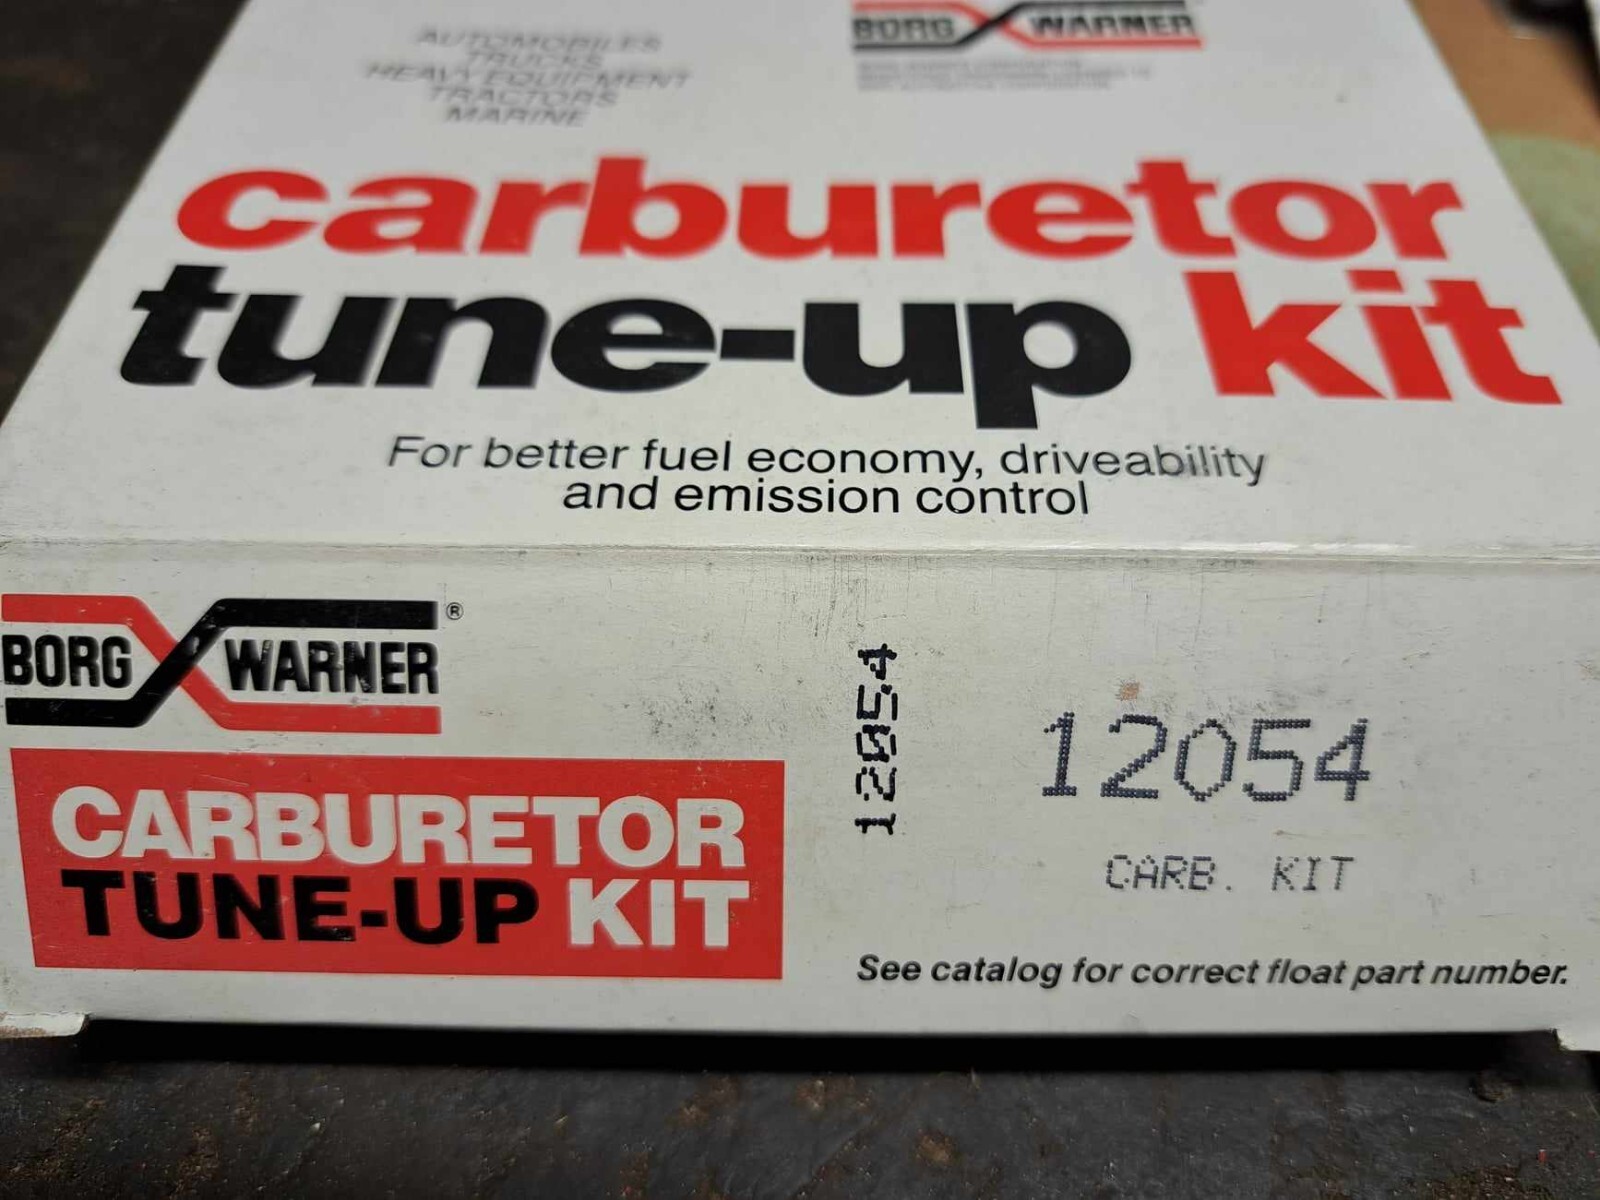 AUTOMOBILES
TRUCKS
HEAVY EQUIPMENT
TRACTORS
MARINE
BORG WARNER
carburetor
tune-up kit
For better fuel economy, driveability
and emission control
BORG WARNER®
CARBURETOR
TUNE-UP KIT
12054
12054
CARB. KIT
See catalog for correct float part number.